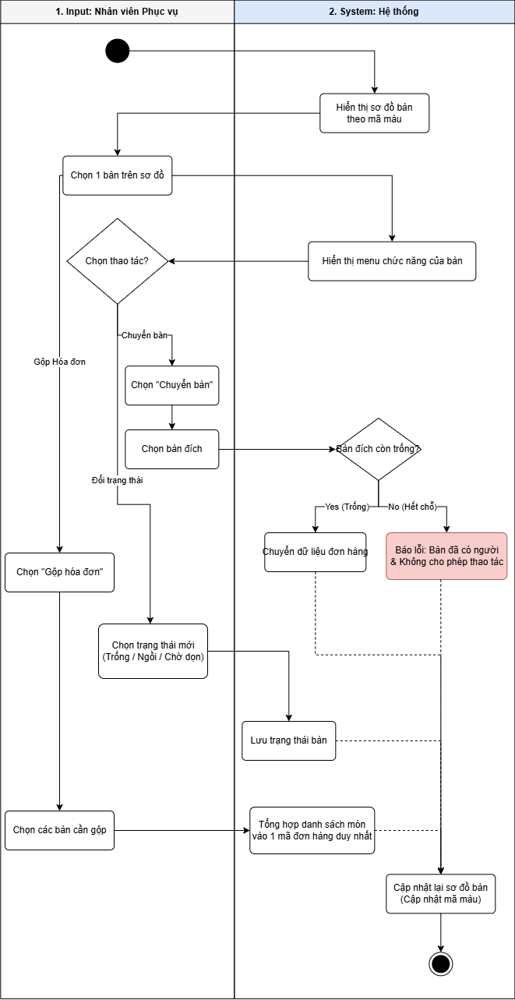 1. Input: Nhân viên Phục vụ
2. System: Hệ thống
Hiển thị sơ đồ bàn
theo mã màu
Chọn 1 bàn trên sơ đồ
Chọn thao tác?
Hiển thị menu chức năng của bàn
Chuyển bàn
Gộp Hóa đơn
Chọn "Chuyển bàn"
Chọn bàn đích
Bàn đích còn trống?
Đổi trạng thái
Yes (Trống)
No (Hết chỗ)
Chuyển dữ liệu đơn hàng
Báo lỗi: Bàn đã có người
& Không cho phép thao tác
Chọn "Gộp hóa đơn"
Chọn trạng thái mới
(Trống / Ngồi / Chờ dọn)
Lưu trạng thái bàn
Chọn các bàn cần gộp
Tổng hợp danh sách món
vào 1 mã đơn hàng duy nhất
Cập nhật lại sơ đồ bàn
(Cập nhật mã màu)